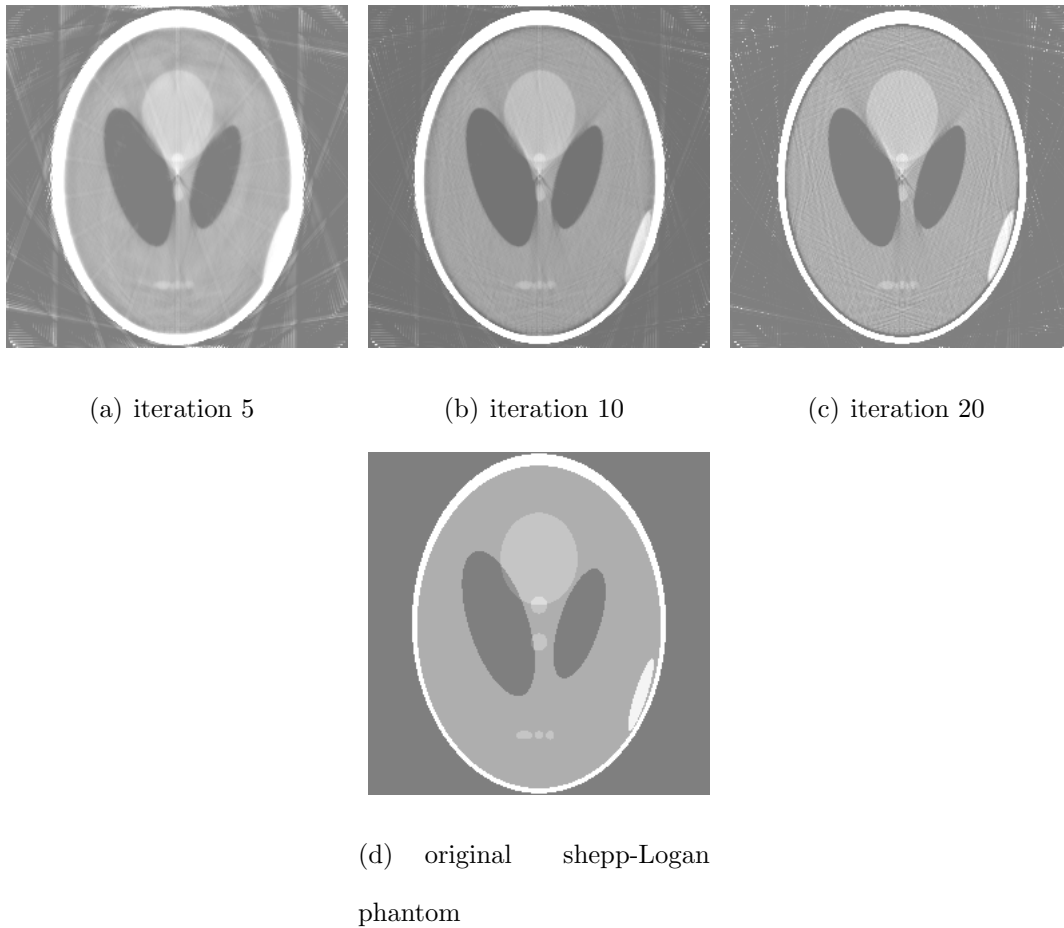 (a) iteration 5
(b) iteration 10
(c) iteration 20
(d) original shepp-Logan
phantom